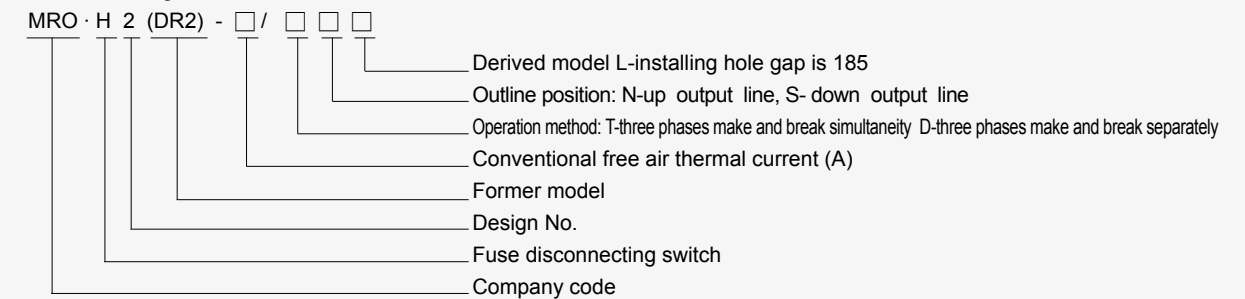 MRO · H 2 (DR2) - □ / □ □ □
Derived model L-installing hole gap is 185
Outline position: N-up output line, S- down output line
Operation method: T-three phases make and break simultaneity D-three phases make and break separately
Conventional free air thermal current (A)
Former model
Design No.
Fuse disconnecting switch
Company code